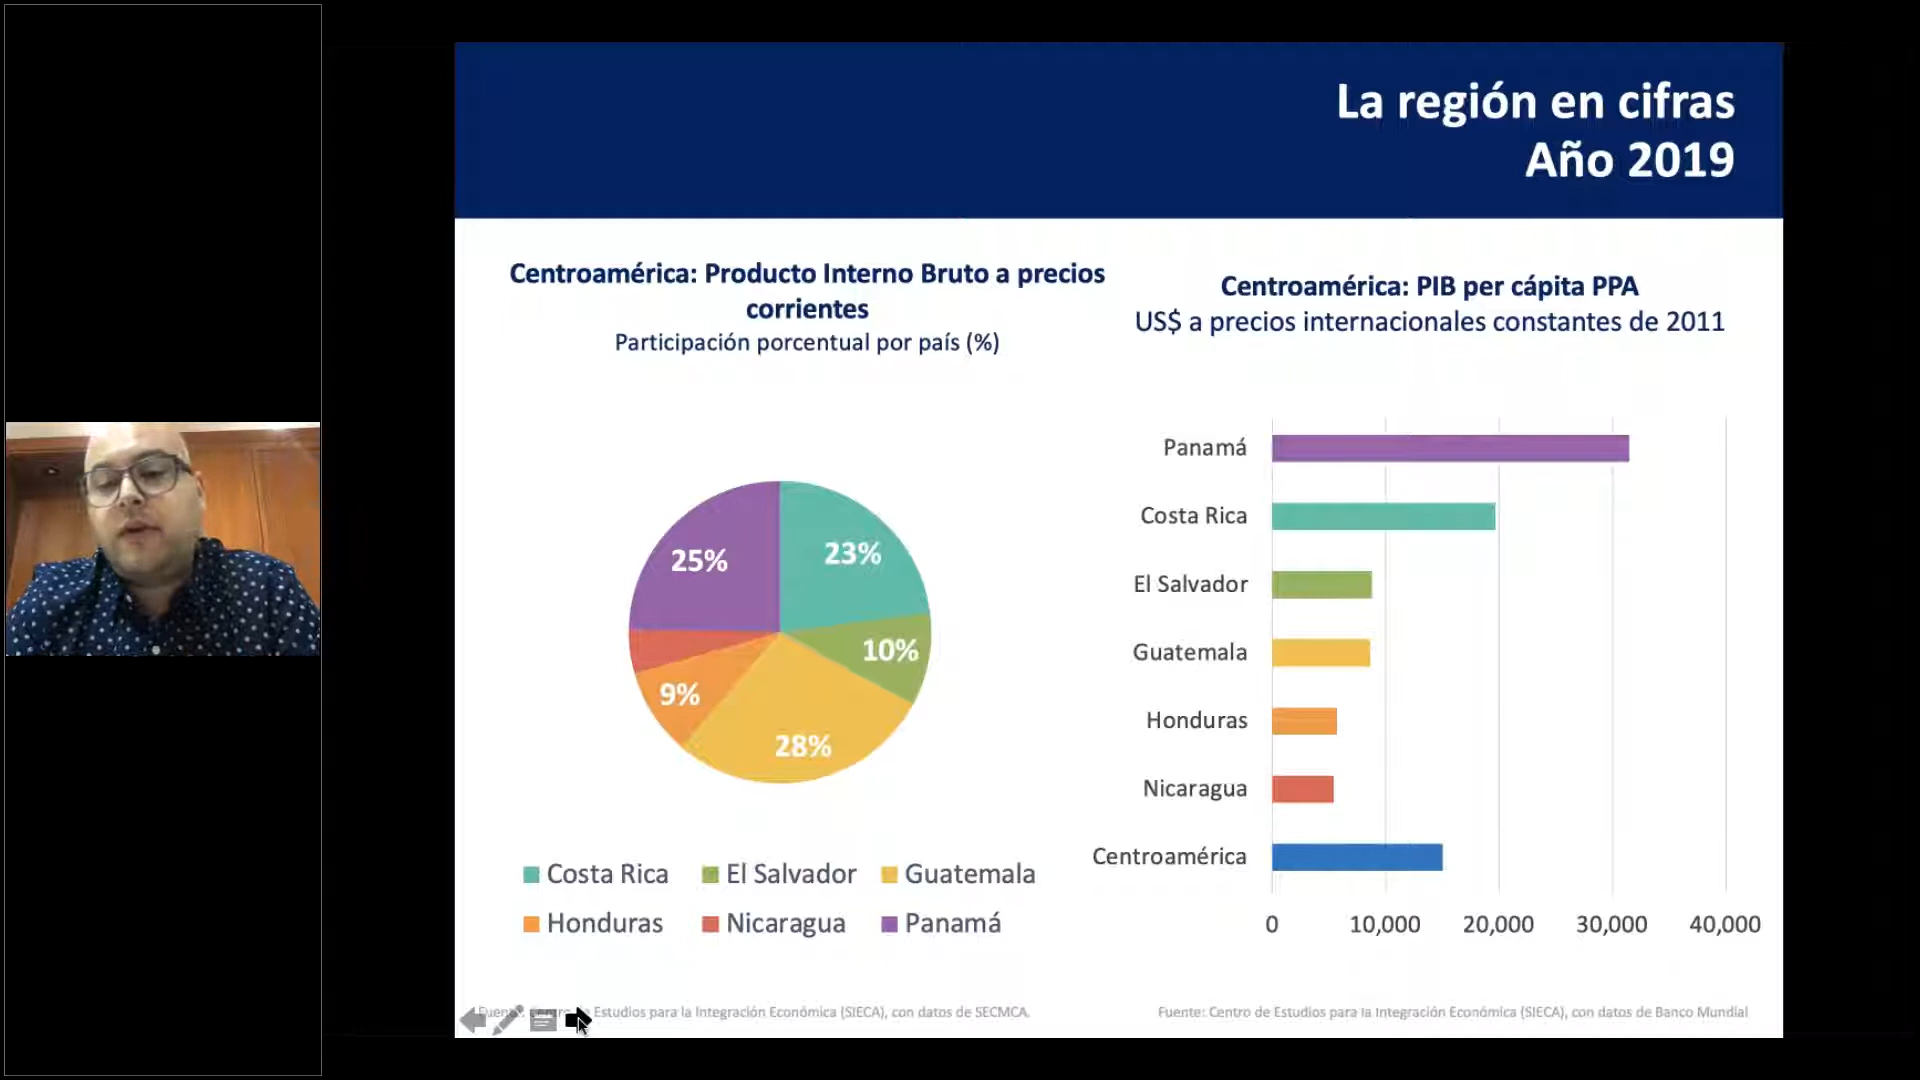 La región en cifras
Año 2019
Centroamérica: Producto Interno Bruto a precios
corrientes
Participación porcentual por país (%)
25%
23%
10%
9%
28%
Costa Rica
El Salvador
Guatemala
Honduras
Nicaragua
Panamá
Centroamérica: PIB per cápita PPA
US$ a precios internacionales constantes de 2011
Panamá
Costa Rica
El Salvador
Guatemala
Honduras
Nicaragua
Centroamérica
0 10,000 20,000 30,000 40,000
Estudios para la Integración Económica (SIECA), con datos de SECMCA.
Fuente: Centro de Estudios para la Integración Económica (SIECA), con datos de Banco Mundial